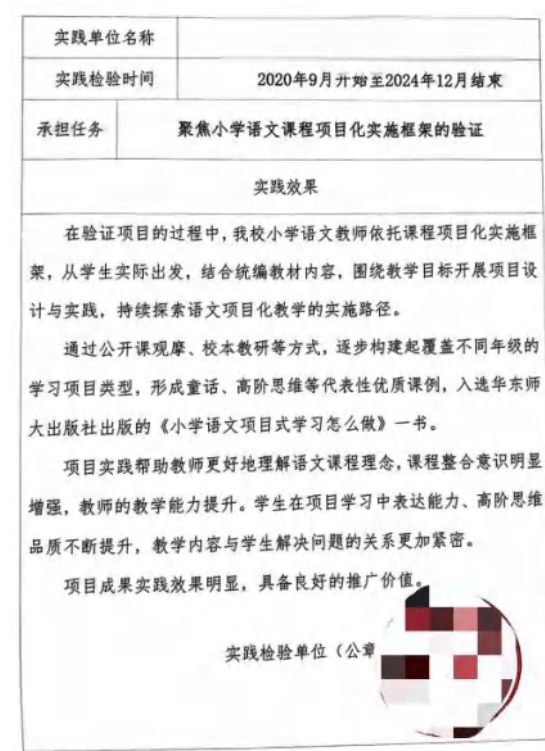 实践单位名称
实践检验时间 2020年9月开始至2024年12月结束
承担任务 聚焦小学语文课程项目化实施框架的验证
实践效果
在验证项目的过程中，我校小学语文教师依托课程项目化实施框
架，从学生实际出发，结合统编教材内容，围绕教学目标开展项目设
计与实践，持续探索语文项目化教学的实施路径。
通过公开课观摩、校本教研等方式，逐步构建起覆盖不同年级的
学习项目类型，形成童话、高阶思维等代表性优质课例，入选华东师
大出版社出版的《小学语文项目式学习怎么做》一书。
项目实践帮助教师更好地理解语文课程理念，课程整合意识明显
增强，教师的教学能力提升。学生在项目学习中表达能力、高阶思维
品质不断提升，教学内容与学生解决问题的关系更加紧密。
项目成果实践效果明显，具备良好的推广价值。
实践检验单位（公章